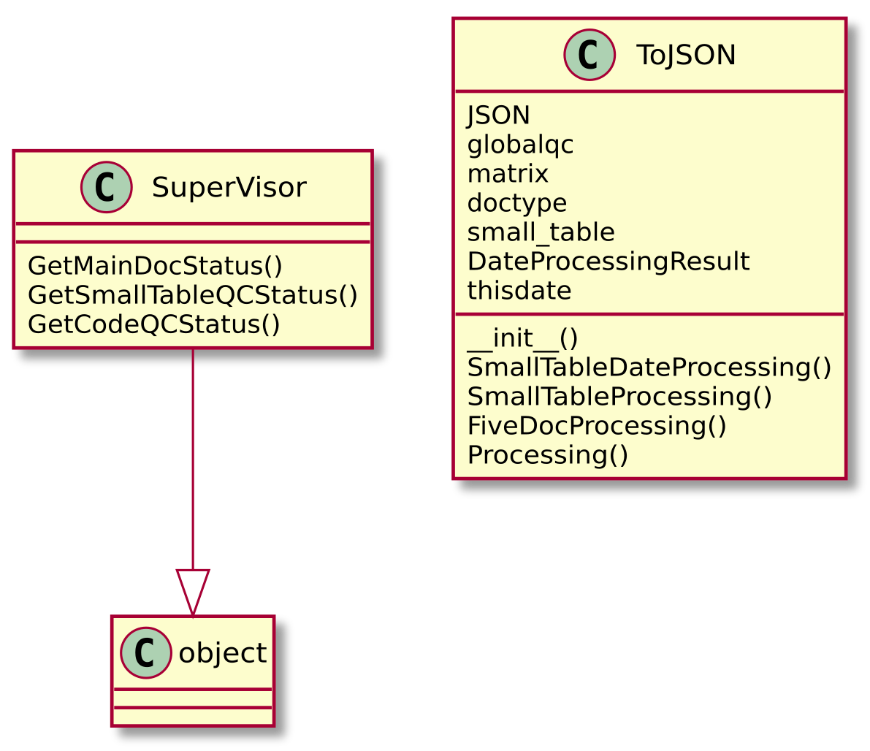 C SuperVisor
GetMainDocStatus()
GetSmallTableQCStatus()
GetCodeQCStatus()
C object
C ToJSON
JSON
globalqc
matrix
doctype
small_table
DateProcessingResult
thisdate
__init__()
SmallTableDateProcessing()
SmallTableProcessing()
FiveDocProcessing()
Processing()